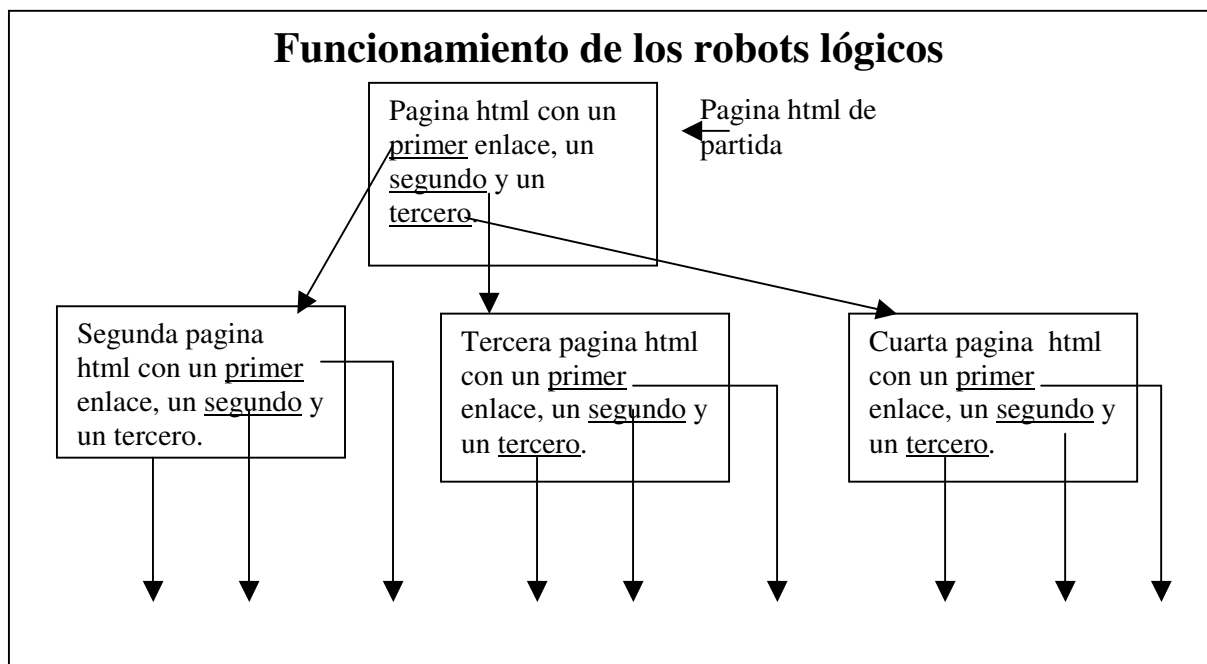 Funcionamiento de los robots lógicos
Pagina html con un
primer enlace, un
segundo y un
tercero.
Pagina html de
partida
Segunda pagina
html con un primer
enlace, un segundo y
un tercero.
Tercera pagina html
con un primer
enlace, un segundo y
un tercero.
Cuarta pagina  html
con un primer
enlace, un segundo y
un tercero.